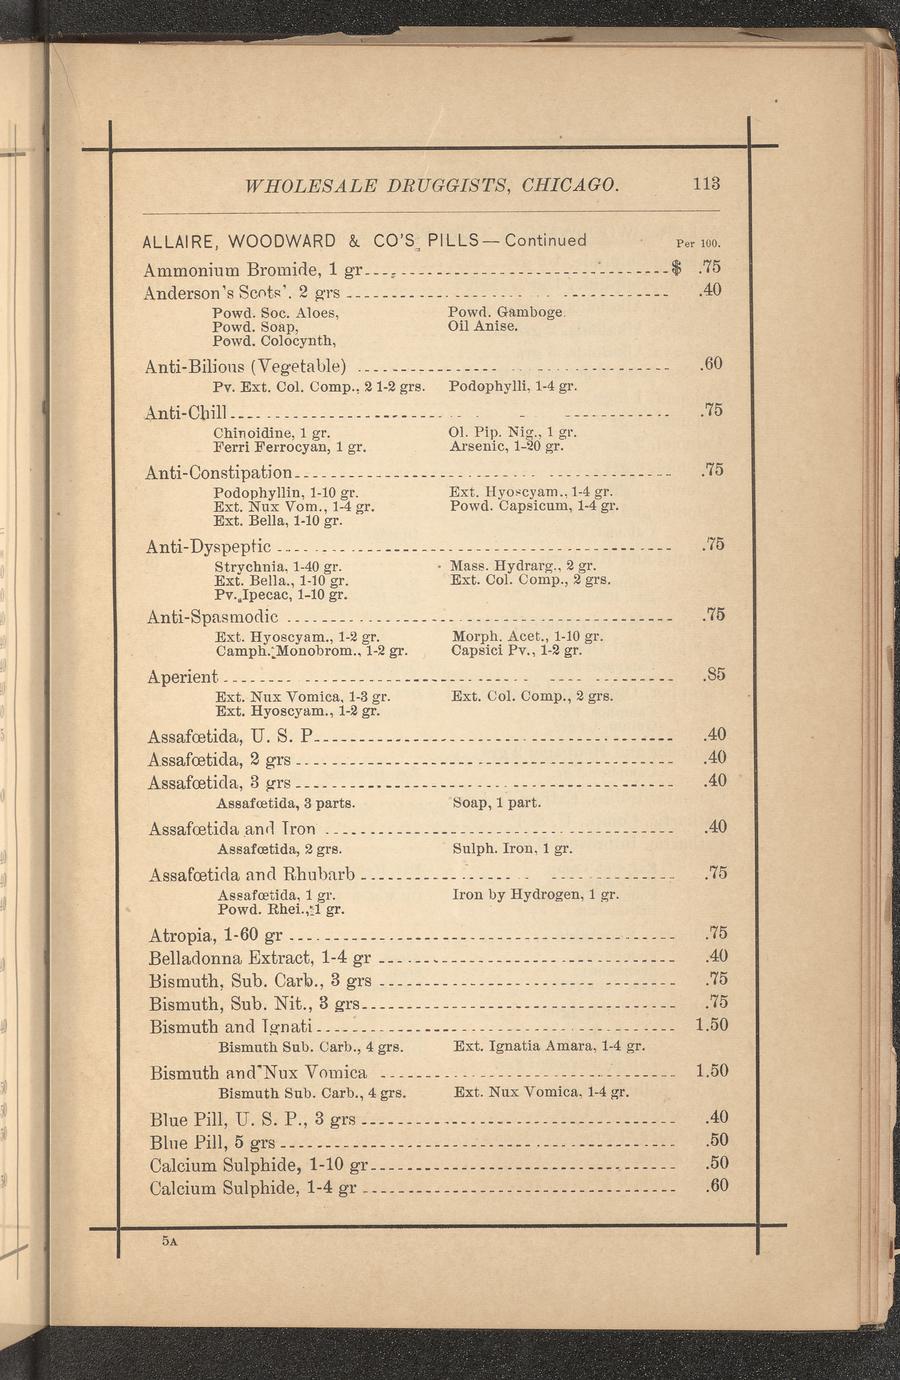 WHOLESALE DRUGGISTS, CHICAGO. 113
ALLAIRE, WOODWARD & CO'S, PILLS—Continued Per 100.
Ammonium Bromide, 1 gr. $ .75
Anderson's Scots'. 2 grs .40
Powd. Soc. Aloes, Powd. Gamboge.
Powd. Soap, Oil Anise.
Powd. Colocynth,
Anti-Bilious (Vegetable) .60
Pv. Ext. Col. Comp., 2 1-2 grs. Podophylli, 1-4 gr.
Anti-Chill .75
Chinoidine, 1 gr. Ol. Pip. Nig., 1 gr.
Ferri Ferrocyan, 1 gr. Arsenic, 1-20 gr.
Anti-Constipation .75
Podophyllin, 1-10 gr. Ext. Hyoscyam., 1-4 gr.
Ext. Nux Vom., 1-4 gr. Powd. Capsicum, 1-4 gr.
Ext. Bella, 1-10 gr.
Anti-Dyspeptic .75
Strychnia, 1-40 gr. Mass. Hydrarg., 2 gr.
Ext. Bella., 1-10 gr. Ext. Col. Comp., 2 grs.
Pv. Ipecac, 1-10 gr.
Anti-Spasmodic .75
Ext. Hyoscyam., 1-2 gr. Morph. Acet., 1-10 gr.
Camph. Monobrom., 1-2 gr. Capsici Pv., 1-2 gr.
Aperient .85
Ext. Nux Vomica, 1-3 gr. Ext. Col. Comp., 2 grs.
Ext. Hyoscyam., 1-2 gr.
Assafœtida, U. S. P. .40
Assafœtida, 2 grs .40
Assafœtida, 3 grs .40
Assafœtida, 3 parts. Soap, 1 part.
Assafœtida and Iron .40
Assafœtida, 2 grs. Sulph. Iron, 1 gr.
Assafœtida and Rhubarb .75
Assafœtida, 1 gr. Iron by Hydrogen, 1 gr.
Powd. Rhei., 1 gr.
Atropia, 1-60 gr .75
Belladonna Extract, 1-4 gr .40
Bismuth, Sub. Carb., 3 grs .75
Bismuth, Sub. Nit., 3 grs .75
Bismuth and Ignati 1.50
Bismuth Sub. Carb., 4 grs. Ext. Ignatia Amara, 1-4 gr.
Bismuth and Nux Vomica 1.50
Bismuth Sub. Carb., 4 grs. Ext. Nux Vomica, 1-4 gr.
Blue Pill, U. S. P., 3 grs .40
Blue Pill, 5 grs .50
Calcium Sulphide, 1-10 gr .50
Calcium Sulphide, 1-4 gr .60
5A